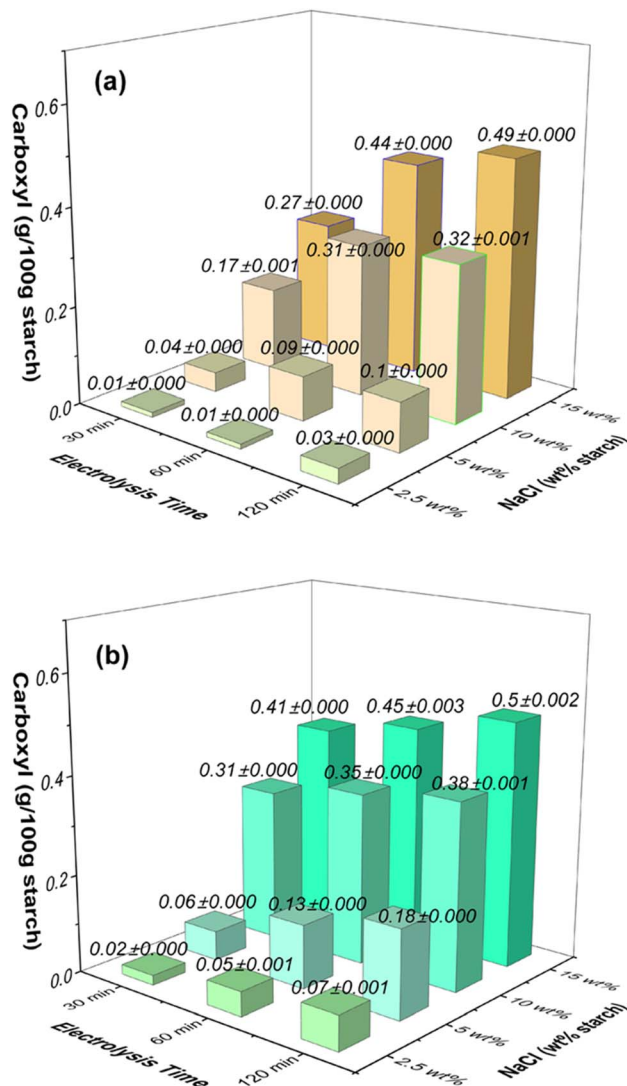 (a)
Carboxyl (g/100g starch)
0.6
0.4
0.2
0.0
0.44±0.000
0.49±0.000
0.27±0.000
0.31±0.000
0.32±0.001
0.17±0.001
0.04±0.000
0.09±0.000
0.1±0.000
0.01±0.000
0.01±0.000
0.03±0.000
30 min
60 min
120 min
Electrolysis Time
2.5 wt%
5 wt%
10 wt%
15 wt%
NaCl (wt% starch)
(b)
Carboxyl (g/100g starch)
0.6
0.4
0.2
0.0
0.41±0.000
0.45±0.003
0.5±0.002
0.31±0.000
0.35±0.000
0.38±0.001
0.06±0.000
0.13±0.000
0.18±0.000
0.02±0.000
0.05±0.001
0.07±0.001
30 min
60 min
120 min
Electrolysis Time
2.5 wt%
5 wt%
10 wt%
15 wt%
NaCl (wt% starch)